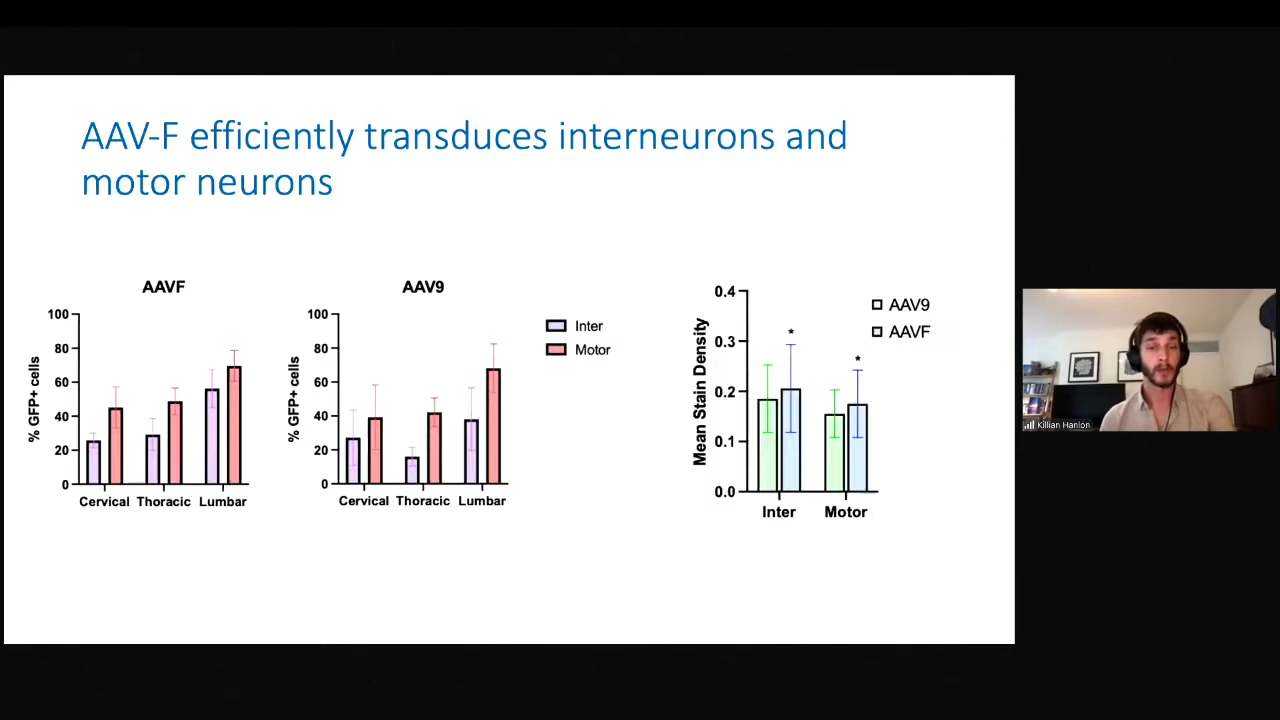 AAV-F efficiently transduces interneurons and
motor neurons
AAVF
% GFP+ cells
100
80
60
40
20
0
Cervical Thoracic Lumbar
AAV9
% GFP+ cells
100
80
60
40
20
0
Cervical Thoracic Lumbar
Inter
Motor
Mean Stain Density
0.4
0.3
0.2
0.1
0.0
* *
Inter Motor
AAV9
AAVF
Killian Hanlon